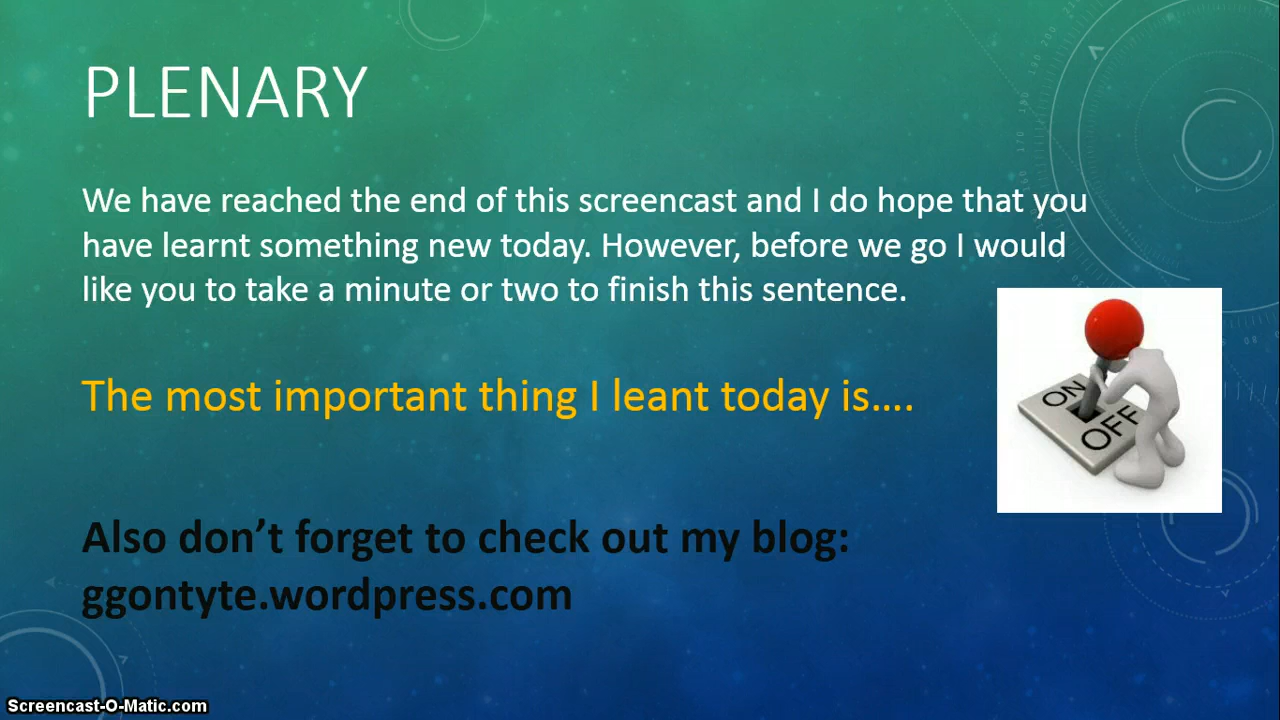 PLENARY
We have reached the end of this screencast and I do hope that you
have learnt something new today. However, before we go I would
like you to take a minute or two to finish this sentence.
The most important thing I leant today is....
ON
OFF
Also don’t forget to check out my blog:
ggontyte.wordpress.com
Screencast-O-Matic.com